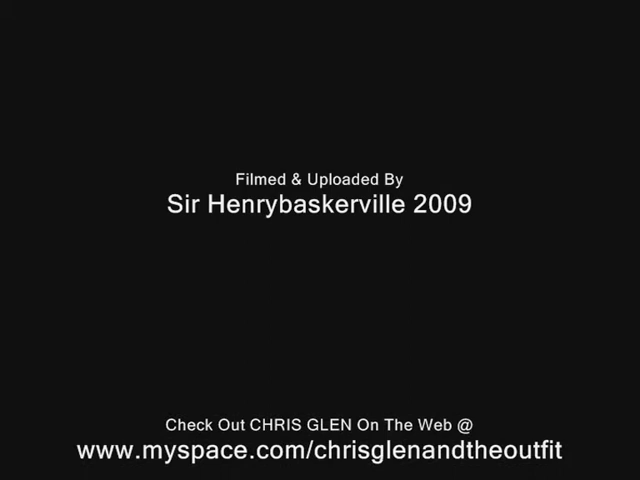 Filmed & Uploaded By
Sir Henrybaskerville 2009
Check Out CHRIS GLEN On The Web @
www.myspace.com/chrisglenandtheoutfit